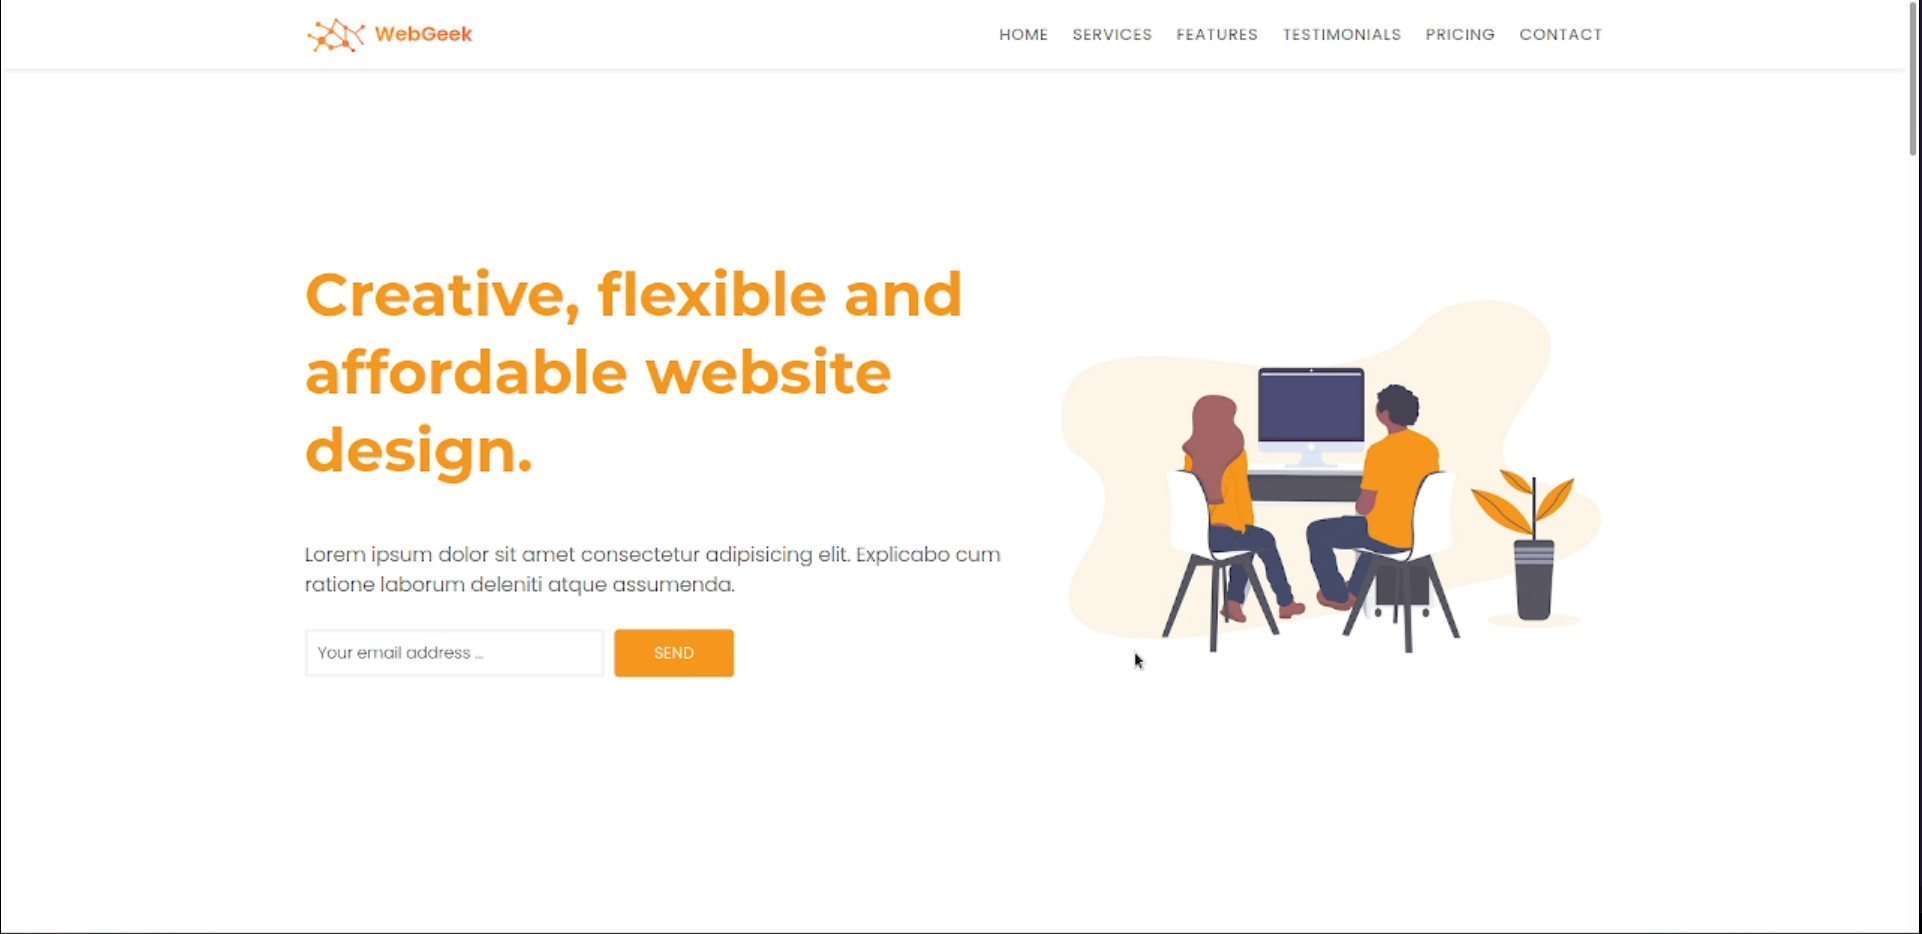 WebGeek
HOME SERVICES FEATURES TESTIMONIALS PRICING CONTACT
Creative, flexible and
affordable website
design.
Lorem ipsum dolor sit amet consectetur adipisicing elit. Explicabo cum
ratione laborum deleniti atque assumenda.
Your email address ...
SEND